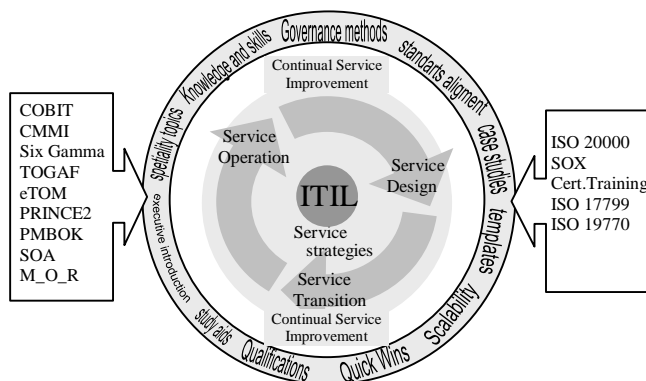 Governance methods
standarts aligment
case studies
templates
Scalability
Quick Wins
Qualifications
study aids
executive introduction
spetiality topics
Knowledge and skills
Continual Service
Improvement
COBIT
CMMI
Six Gamma
TOGAF
eTOM
PRINCE2
PMBOK
SOA
M_O_R
Service
Operation
Service
Design
ITIL
Service
strategies
Service
Transition
Continual Service
Improvement
ISO 20000
SOX
Cert.Training
ISO 17799
ISO 19770